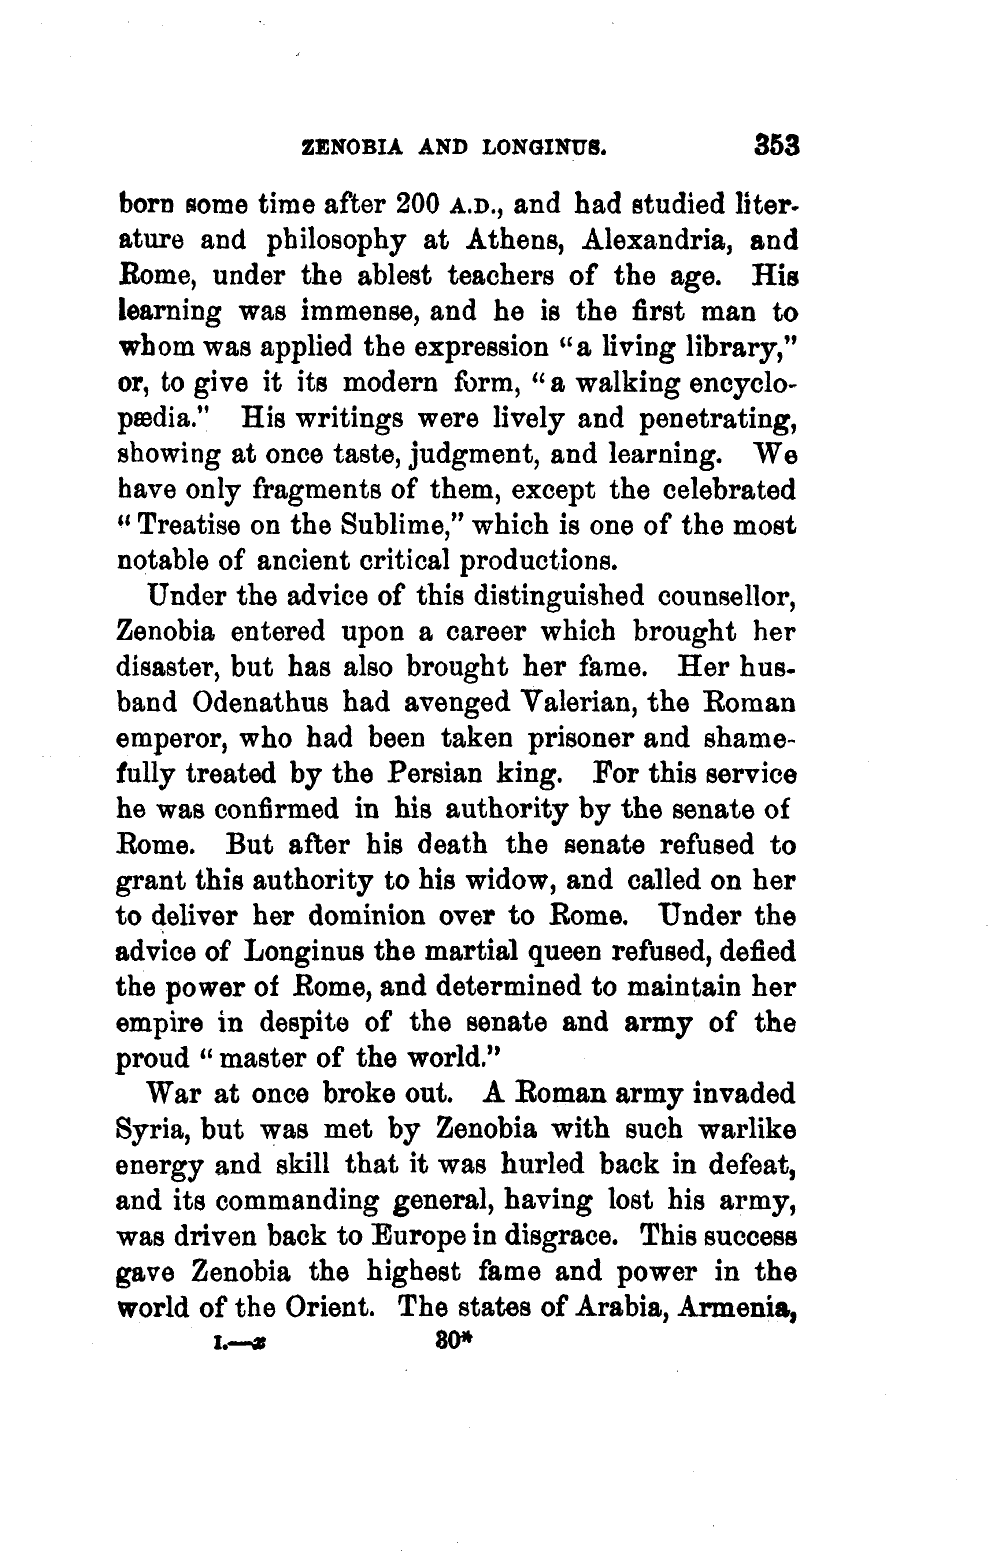 ZENOBIA AND LONGINUS. 353
born some time after 200 A.D., and had studied liter-
ature and philosophy at Athens, Alexandria, and
Rome, under the ablest teachers of the age. His
learning was immense, and he is the first man to
whom was applied the expression “a living library,”
or, to give it its modern form, “a walking encyclo-
pædia.” His writings were lively and penetrating,
showing at once taste, judgment, and learning. We
have only fragments of them, except the celebrated
“Treatise on the Sublime,” which is one of the most
notable of ancient critical productions.
Under the advice of this distinguished counsellor,
Zenobia entered upon a career which brought her
disaster, but has also brought her fame. Her hus-
band Odenathus had avenged Valerian, the Roman
emperor, who had been taken prisoner and shame-
fully treated by the Persian king. For this service
he was confirmed in his authority by the senate of
Rome. But after his death the senate refused to
grant this authority to his widow, and called on her
to deliver her dominion over to Rome. Under the
advice of Longinus the martial queen refused, defied
the power of Rome, and determined to maintain her
empire in despite of the senate and army of the
proud “master of the world.”
War at once broke out. A Roman army invaded
Syria, but was met by Zenobia with such warlike
energy and skill that it was hurled back in defeat,
and its commanding general, having lost his army,
was driven back to Europe in disgrace. This success
gave Zenobia the highest fame and power in the
world of the Orient. The states of Arabia, Armenia,
I.—x 30*